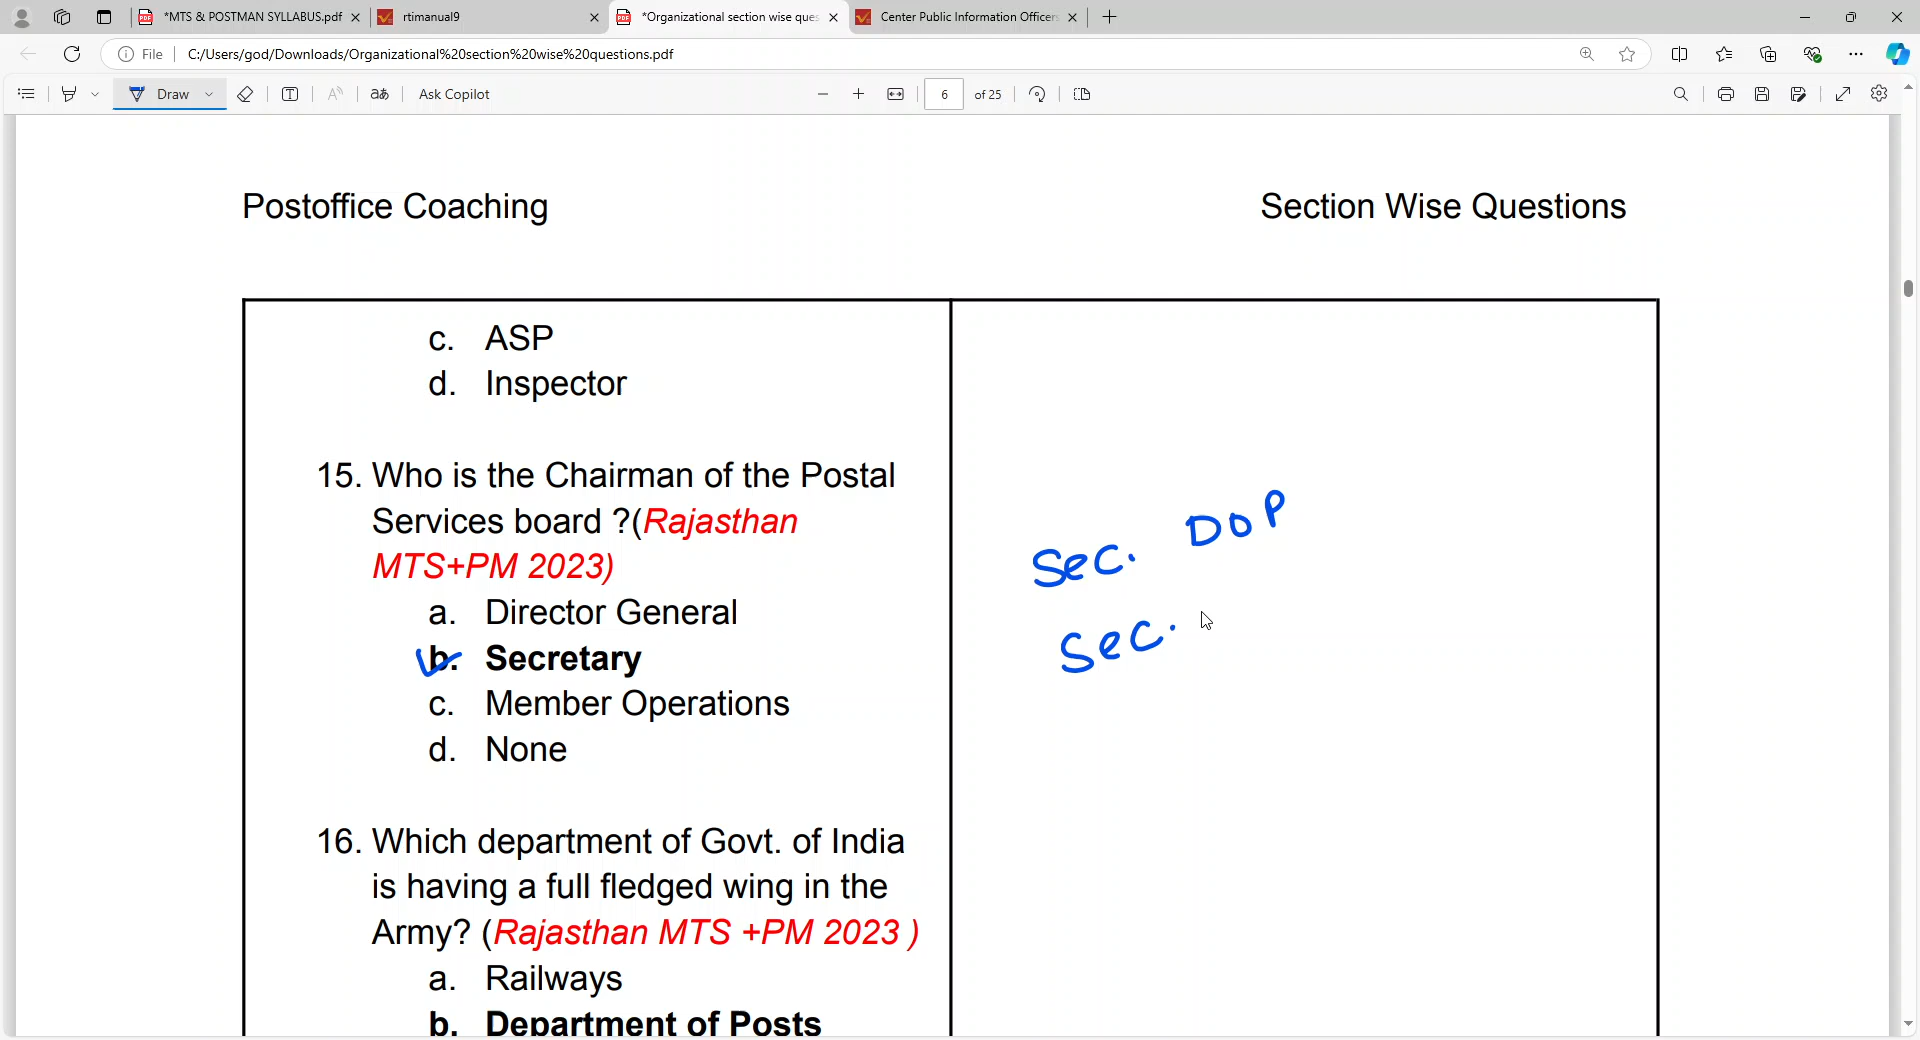 *MTS & POSTMAN SYLLABUS.pdf
rtimanual9
*Organizational section wise ques
Center Public Information Officers
File
C:/Users/god/Downloads/Organizational%20section%20wise%20questions.pdf
Draw
aあ
Ask Copilot
6 of 25
Postoffice Coaching
Section Wise Questions
c. ASP
d. Inspector
15. Who is the Chairman of the Postal
Services board ?(Rajasthan
MTS+PM 2023)
a. Director General
b. Secretary
c. Member Operations
d. None
Sec. DOP
Sec.
16. Which department of Govt. of India
is having a full fledged wing in the
Army? (Rajasthan MTS +PM 2023 )
a. Railways
b. Department of Posts